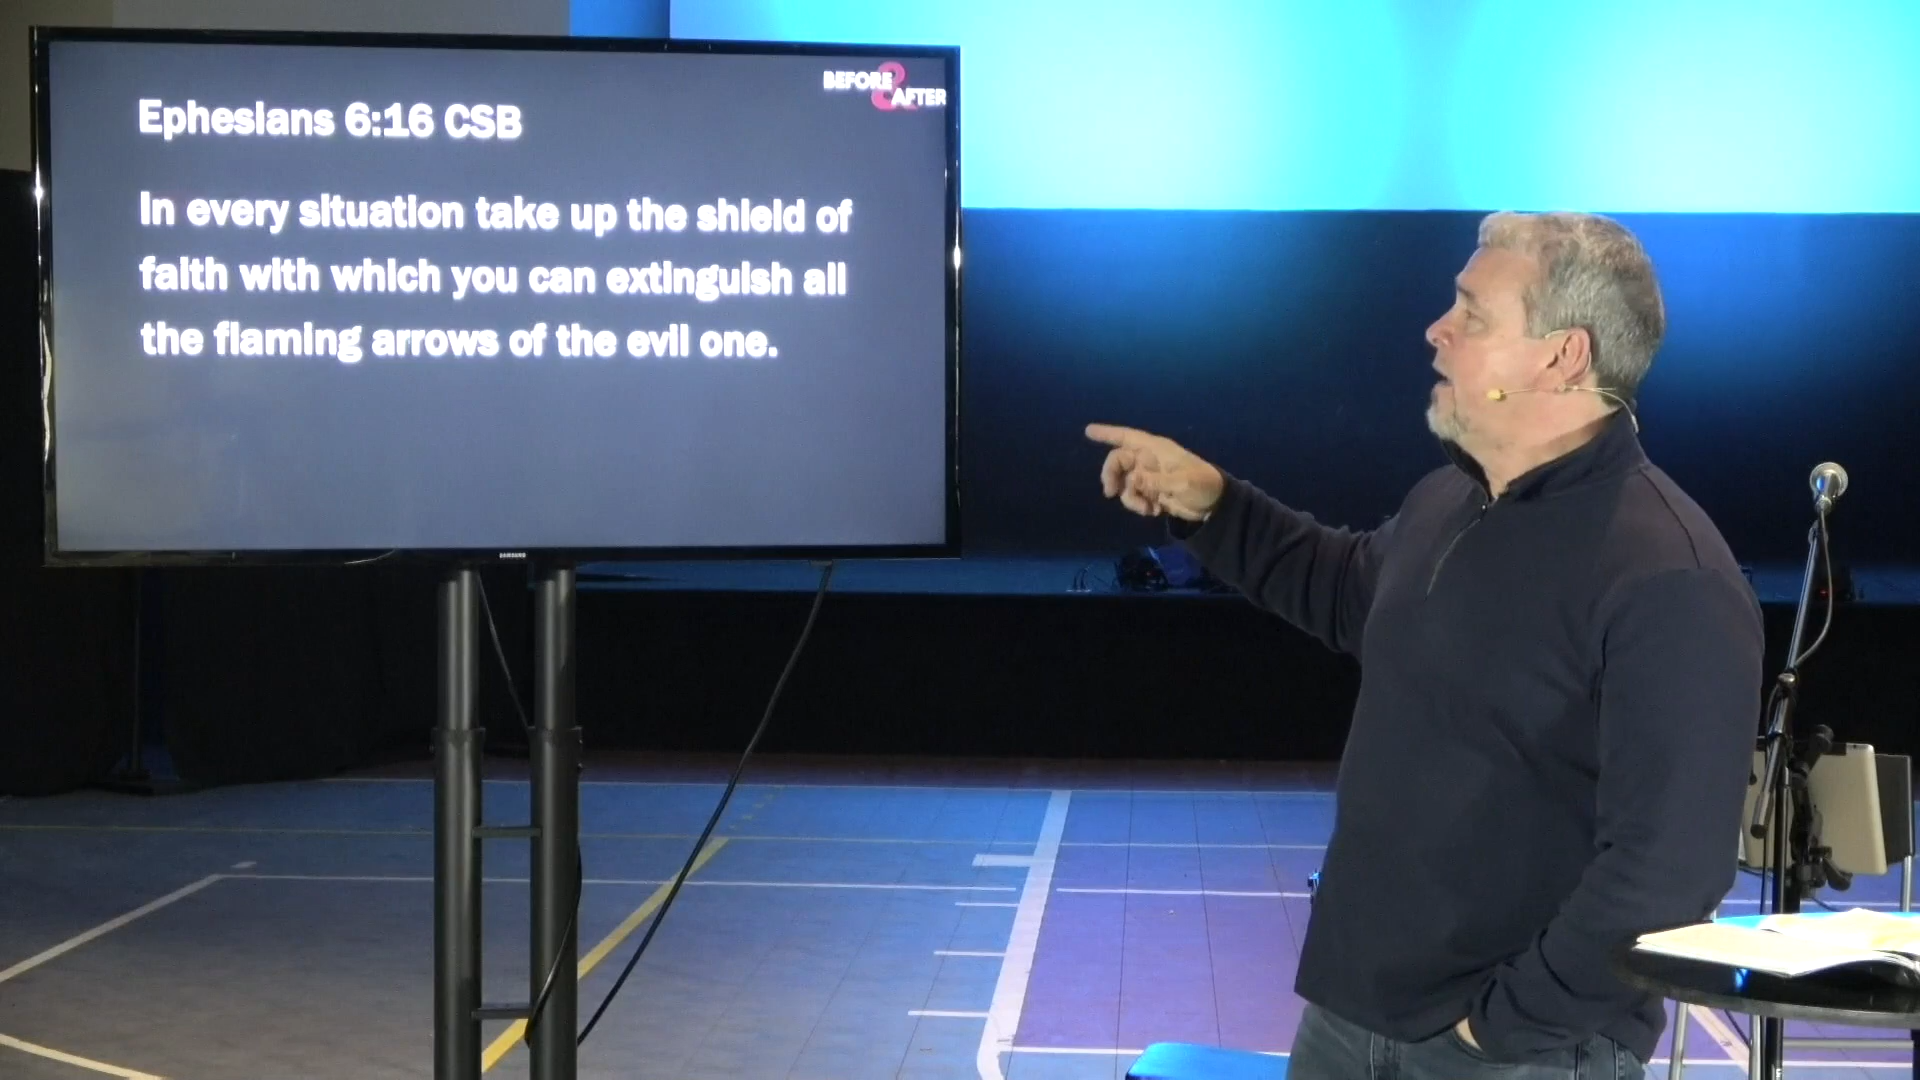 BEFORE
&
AFTER
Ephesians 6:16 CSB
In every situation take up the shield of
faith with which you can extinguish all
the flaming arrows of the evil one.
SAMSUNG